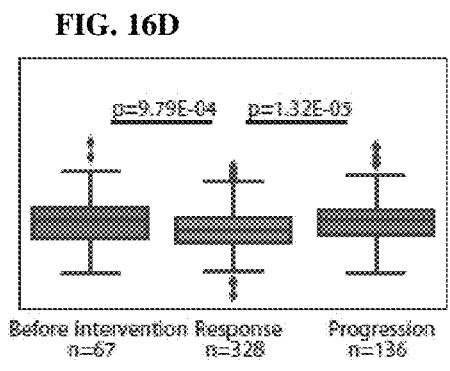 FIG. 16D
p=9.79E-04 p=1.32E-05
Before Intervention Response Progression
n=67 n=328 n=136